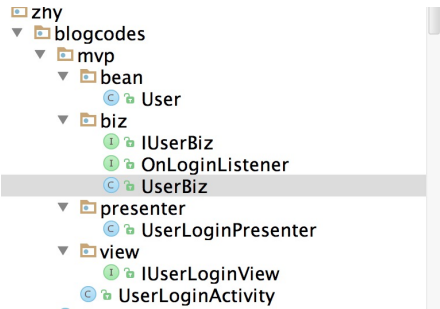 zhy
blogcodes
mvp
bean
C User
biz
I IUserBiz
I OnLoginListener
C UserBiz
presenter
C UserLoginPresenter
view
I IUserLoginView
C UserLoginActivity